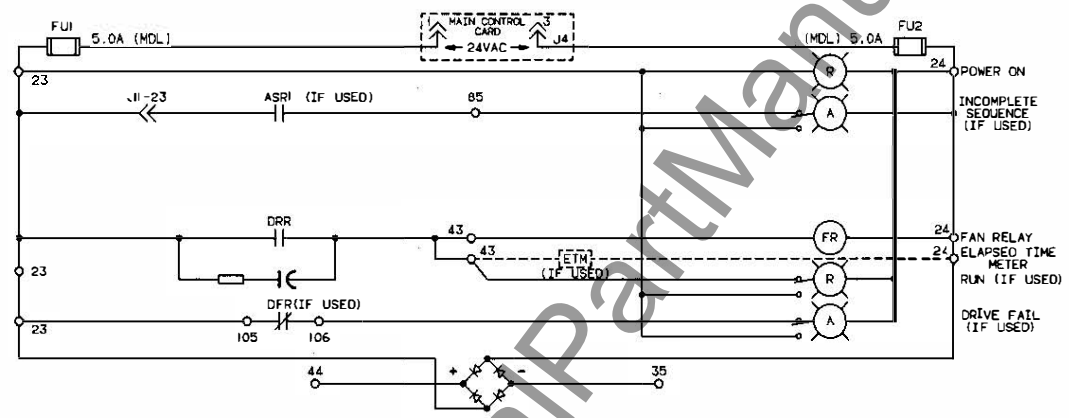 FU1
5.0A (MDL)
1
MAIN CONTROL
CARD
3
24VAC
J4
(MDL) 5.0A
FU2
23
R
24
POWER ON
ASR1 (IF USED)
85
A
INCOMPLETE
SEQUENCE
(IF USED)
DRR
43
FR
24
FAN RELAY
43
ETM
(IF USED)
24
ELAPSED TIME
METER
23
R
RUN (IF USED)
DFR(IF USED)
23
105
106
A
DRIVE FAIL
(IF USED)
44
+
-
35